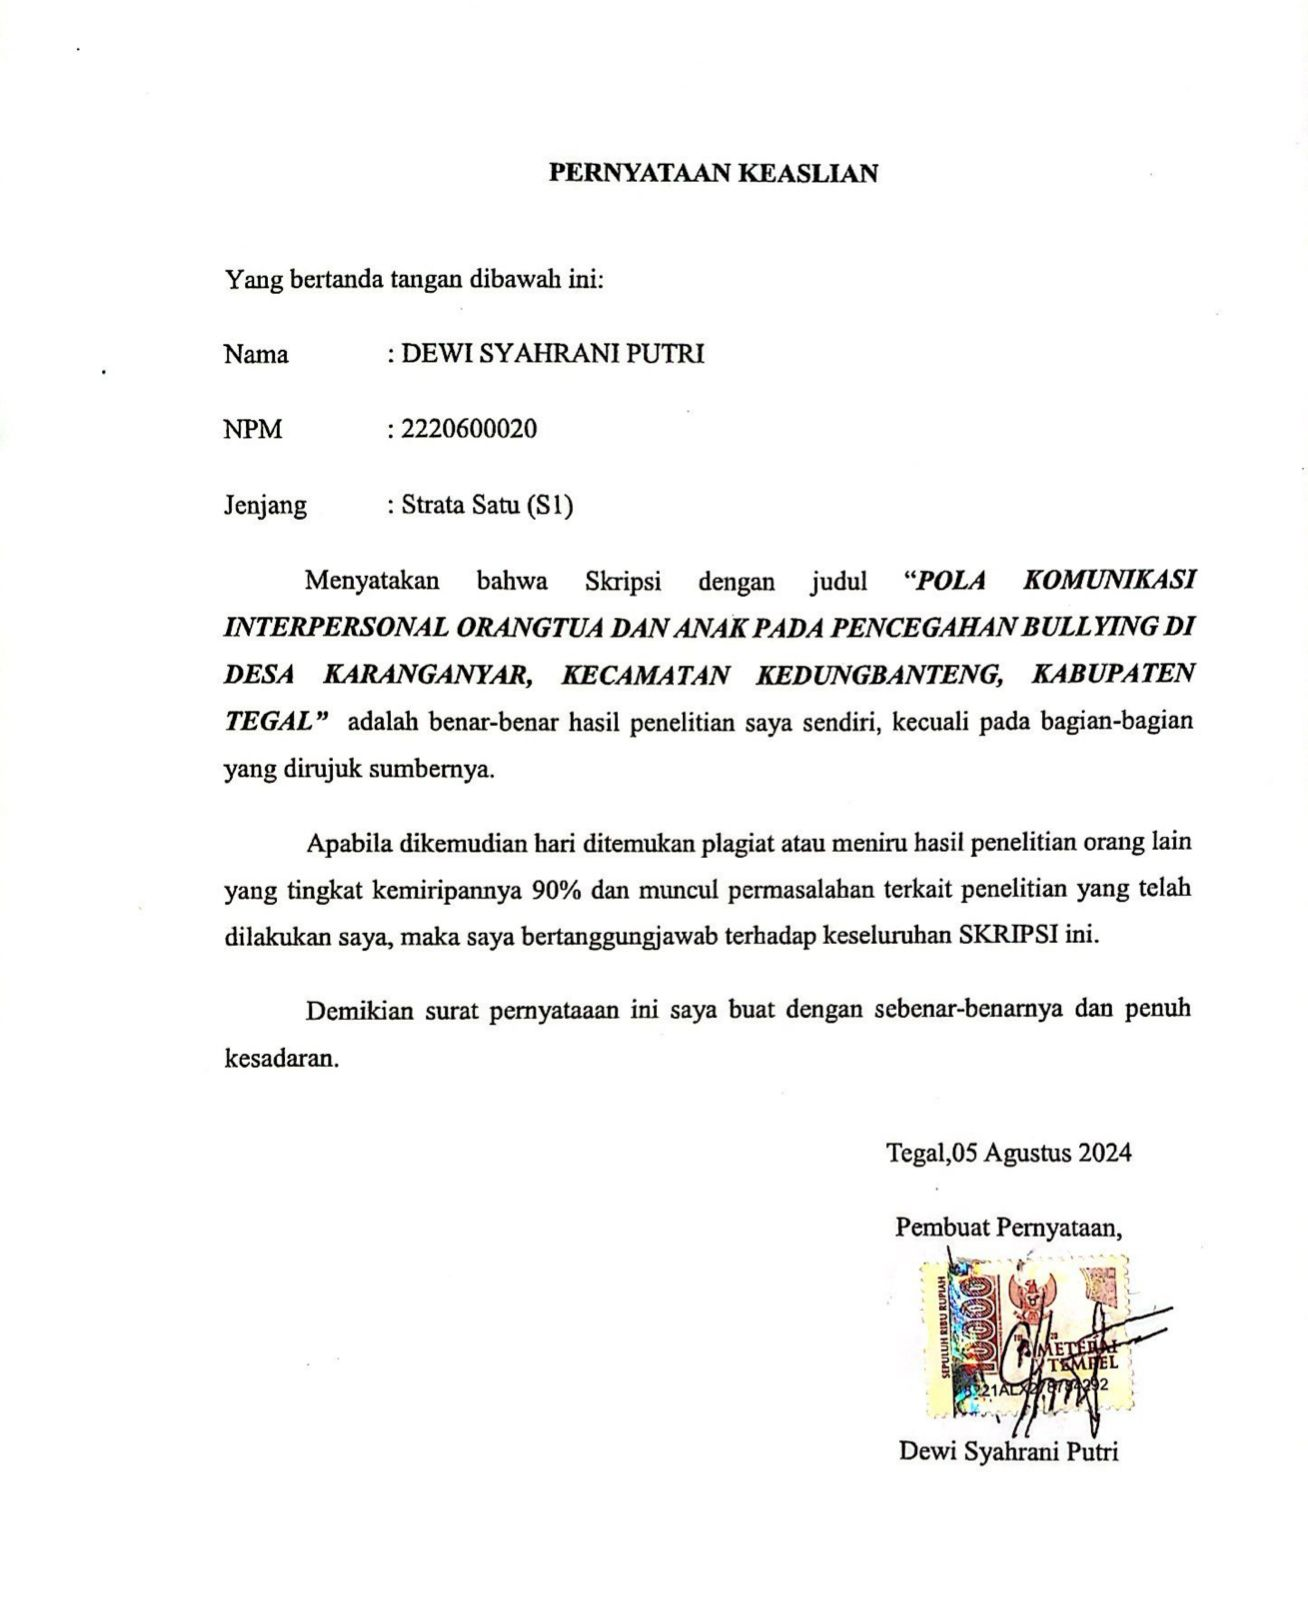 PERNYATAAN KEASLIAN
Yang bertanda tangan dibawah ini:
Nama : DEWI SYAHRANI PUTRI
NPM : 2220600020
Jenjang : Strata Satu (S1)
Menyatakan bahwa Skripsi dengan judul “POLA KOMUNIKASI
INTERPERSONAL ORANGTUA DAN ANAK PADA PENCEGAHAN BULLYING DI
DESA KARANGANYAR, KECAMATAN KEDUNGBANTENG, KABUPATEN
TEGAL” adalah benar-benar hasil penelitian saya sendiri, kecuali pada bagian-bagian
yang dirujuk sumbernya.
Apabila dikemudian hari ditemukan plagiat atau meniru hasil penelitian orang lain
yang tingkat kemiripannya 90% dan muncul permasalahan terkait penelitian yang telah
dilakukan saya, maka saya bertanggungjawab terhadap keseluruhan SKRIPSI ini.
Demikian surat pernyataaan ini saya buat dengan sebenar-benarnya dan penuh
kesadaran.
Tegal,05 Agustus 2024
Pembuat Pernyataan,
SEPULUH RIBU RUPIAH
10000
METERAI
TEMPEL
Dewi Syahrani Putri